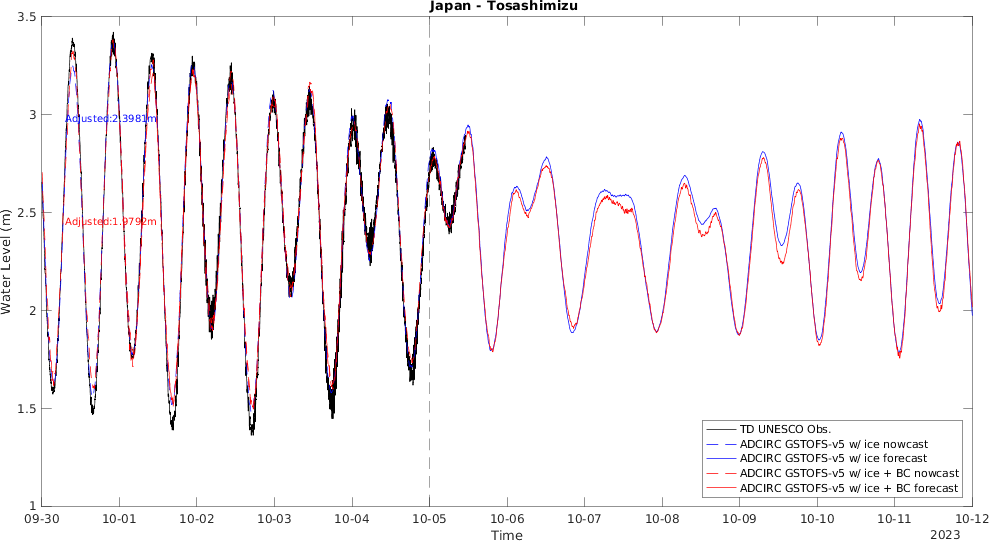 Japan - Tosashimizu
3.5
3
2.5
2
1.5
1
Water Level (m)
Adjusted:2.3981m
Adjusted:1.9792m
TD UNESCO Obs.
ADCIRC GSTOFS-v5 w/ ice nowcast
ADCIRC GSTOFS-v5 w/ ice forecast
ADCIRC GSTOFS-v5 w/ ice + BC nowcast
ADCIRC GSTOFS-v5 w/ ice + BC forecast
09-30 10-01 10-02 10-03 10-04 10-05 10-06 10-07 10-08 10-09 10-10 10-11 10-12
Time
2023